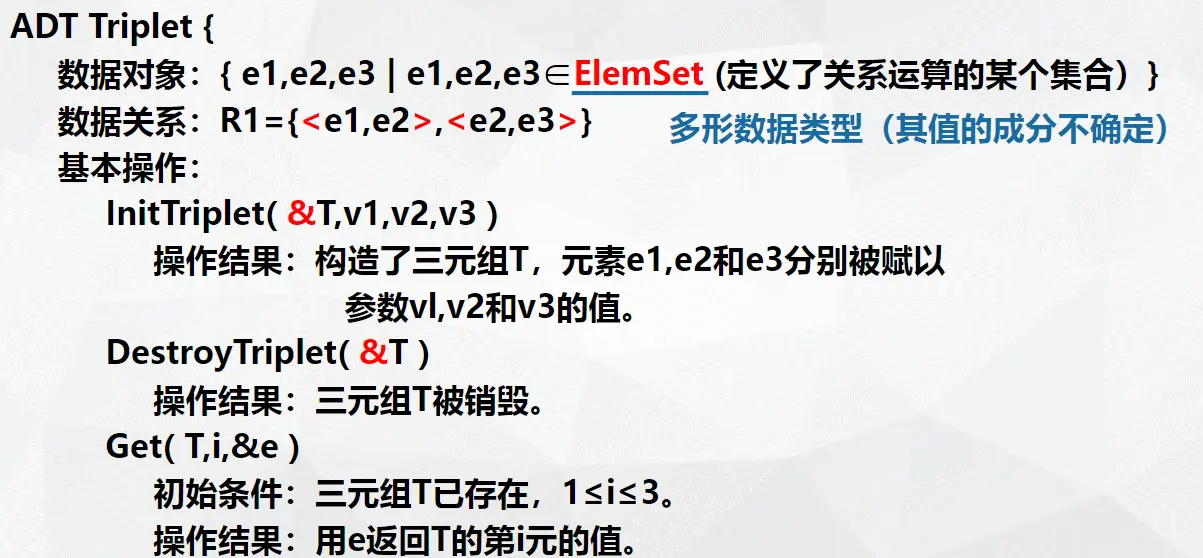 ADT Triplet {
数据对象：{ e1,e2,e3 | e1,e2,e3∈ElemSet (定义了关系运算的某个集合）}
数据关系：R1={<e1,e2>,<e2,e3>}
多形数据类型（其值的成分不确定）
基本操作：
InitTriplet( &T,v1,v2,v3 )
操作结果：构造了三元组T，元素e1,e2和e3分别被赋以
参数vl,v2和v3的值。
DestroyTriplet( &T )
操作结果：三元组T被销毁。
Get( T,i,&e )
初始条件：三元组T已存在，1≤i≤3。
操作结果：用e返回T的第i元的值。